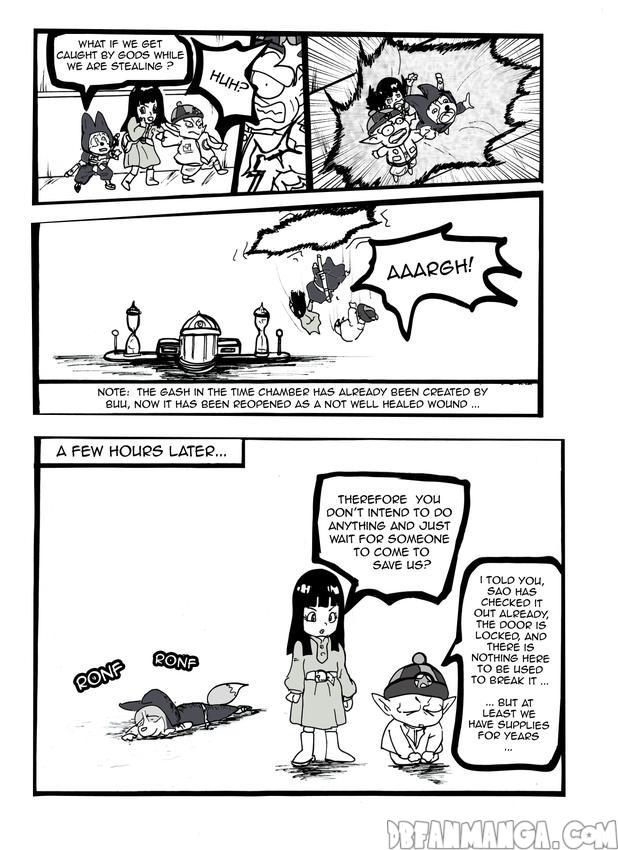 WHAT IF WE GET
CAUGHT BY GODS WHILE
WE ARE STEALING ?
HUH?
AAARGH!
NOTE: THE GASH IN THE TIME CHAMBER HAS ALREADY BEEN CREATED BY
BUU, NOW IT HAS BEEN REOPENED AS A NOT WELL HEALED WOUND ...
A FEW HOURS LATER...
THEREFORE YOU
DON'T INTEND TO DO
ANYTHING AND JUST
WAIT FOR SOMEONE
TO COME TO
SAVE US?
I TOLD YOU,
SAO HAS
CHECKED IT
OUT ALREADY,
THE DOOR IS
LOCKED, AND
THERE IS
NOTHING HERE
TO BE USED
TO BREAK IT ...
... BUT AT
LEAST WE
HAVE SUPPLIES
FOR YEARS
...
RONF
RONF
DBFANMANGA.COM